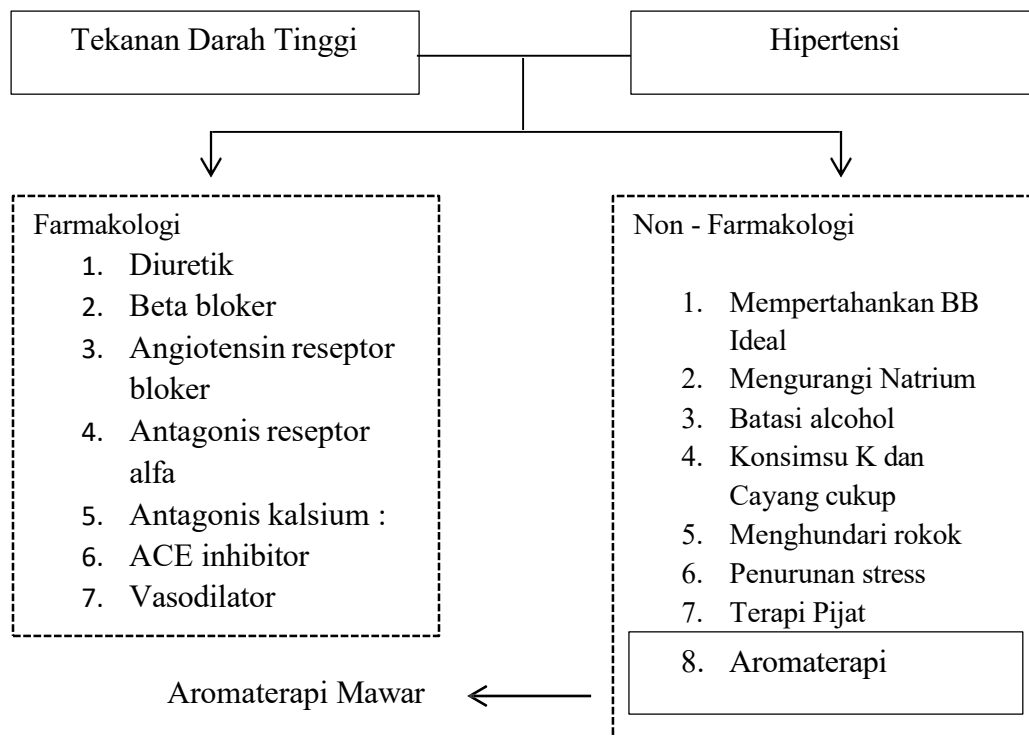 Tekanan Darah Tinggi
Hipertensi
Farmakologi
1. Diuretik
2. Beta bloker
3. Angiotensin reseptor
bloker
4. Antagonis reseptor
alfa
5. Antagonis kalsium :
6. ACE inhibitor
7. Vasodilator
Non - Farmakologi
1. Mempertahankan BB
Ideal
2. Mengurangi Natrium
3. Batasi alcohol
4. Konsimsu K dan
Cayang cukup
5. Menghundari rokok
6. Penurunan stress
7. Terapi Pijat
8. Aromaterapi
Aromaterapi Mawar